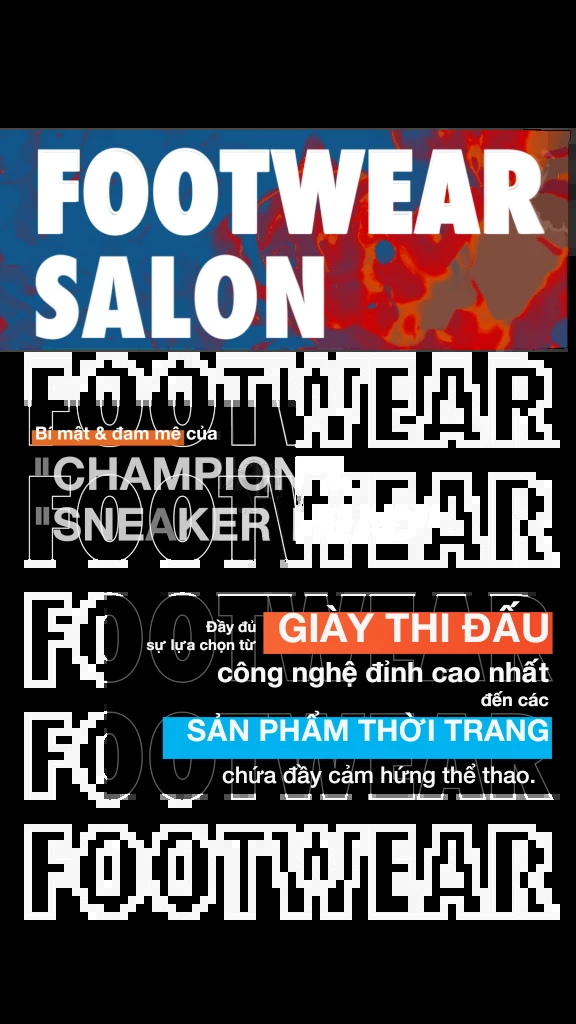 FOOTWEAR
SALON
FOOTWEAR
Bí mật & đam mê của
"CHAMPION
FOOTWEAR
"SNEAKER
FOOTWEAR
Đầy đủ
sự lựa chọn từ
GIÀY THI ĐẤU
công nghệ đỉnh cao nhất
đến các
FOOTWEAR
SẢN PHẨM THỜI TRANG
chứa đầy cảm hứng thể thao.
FOOTWEAR